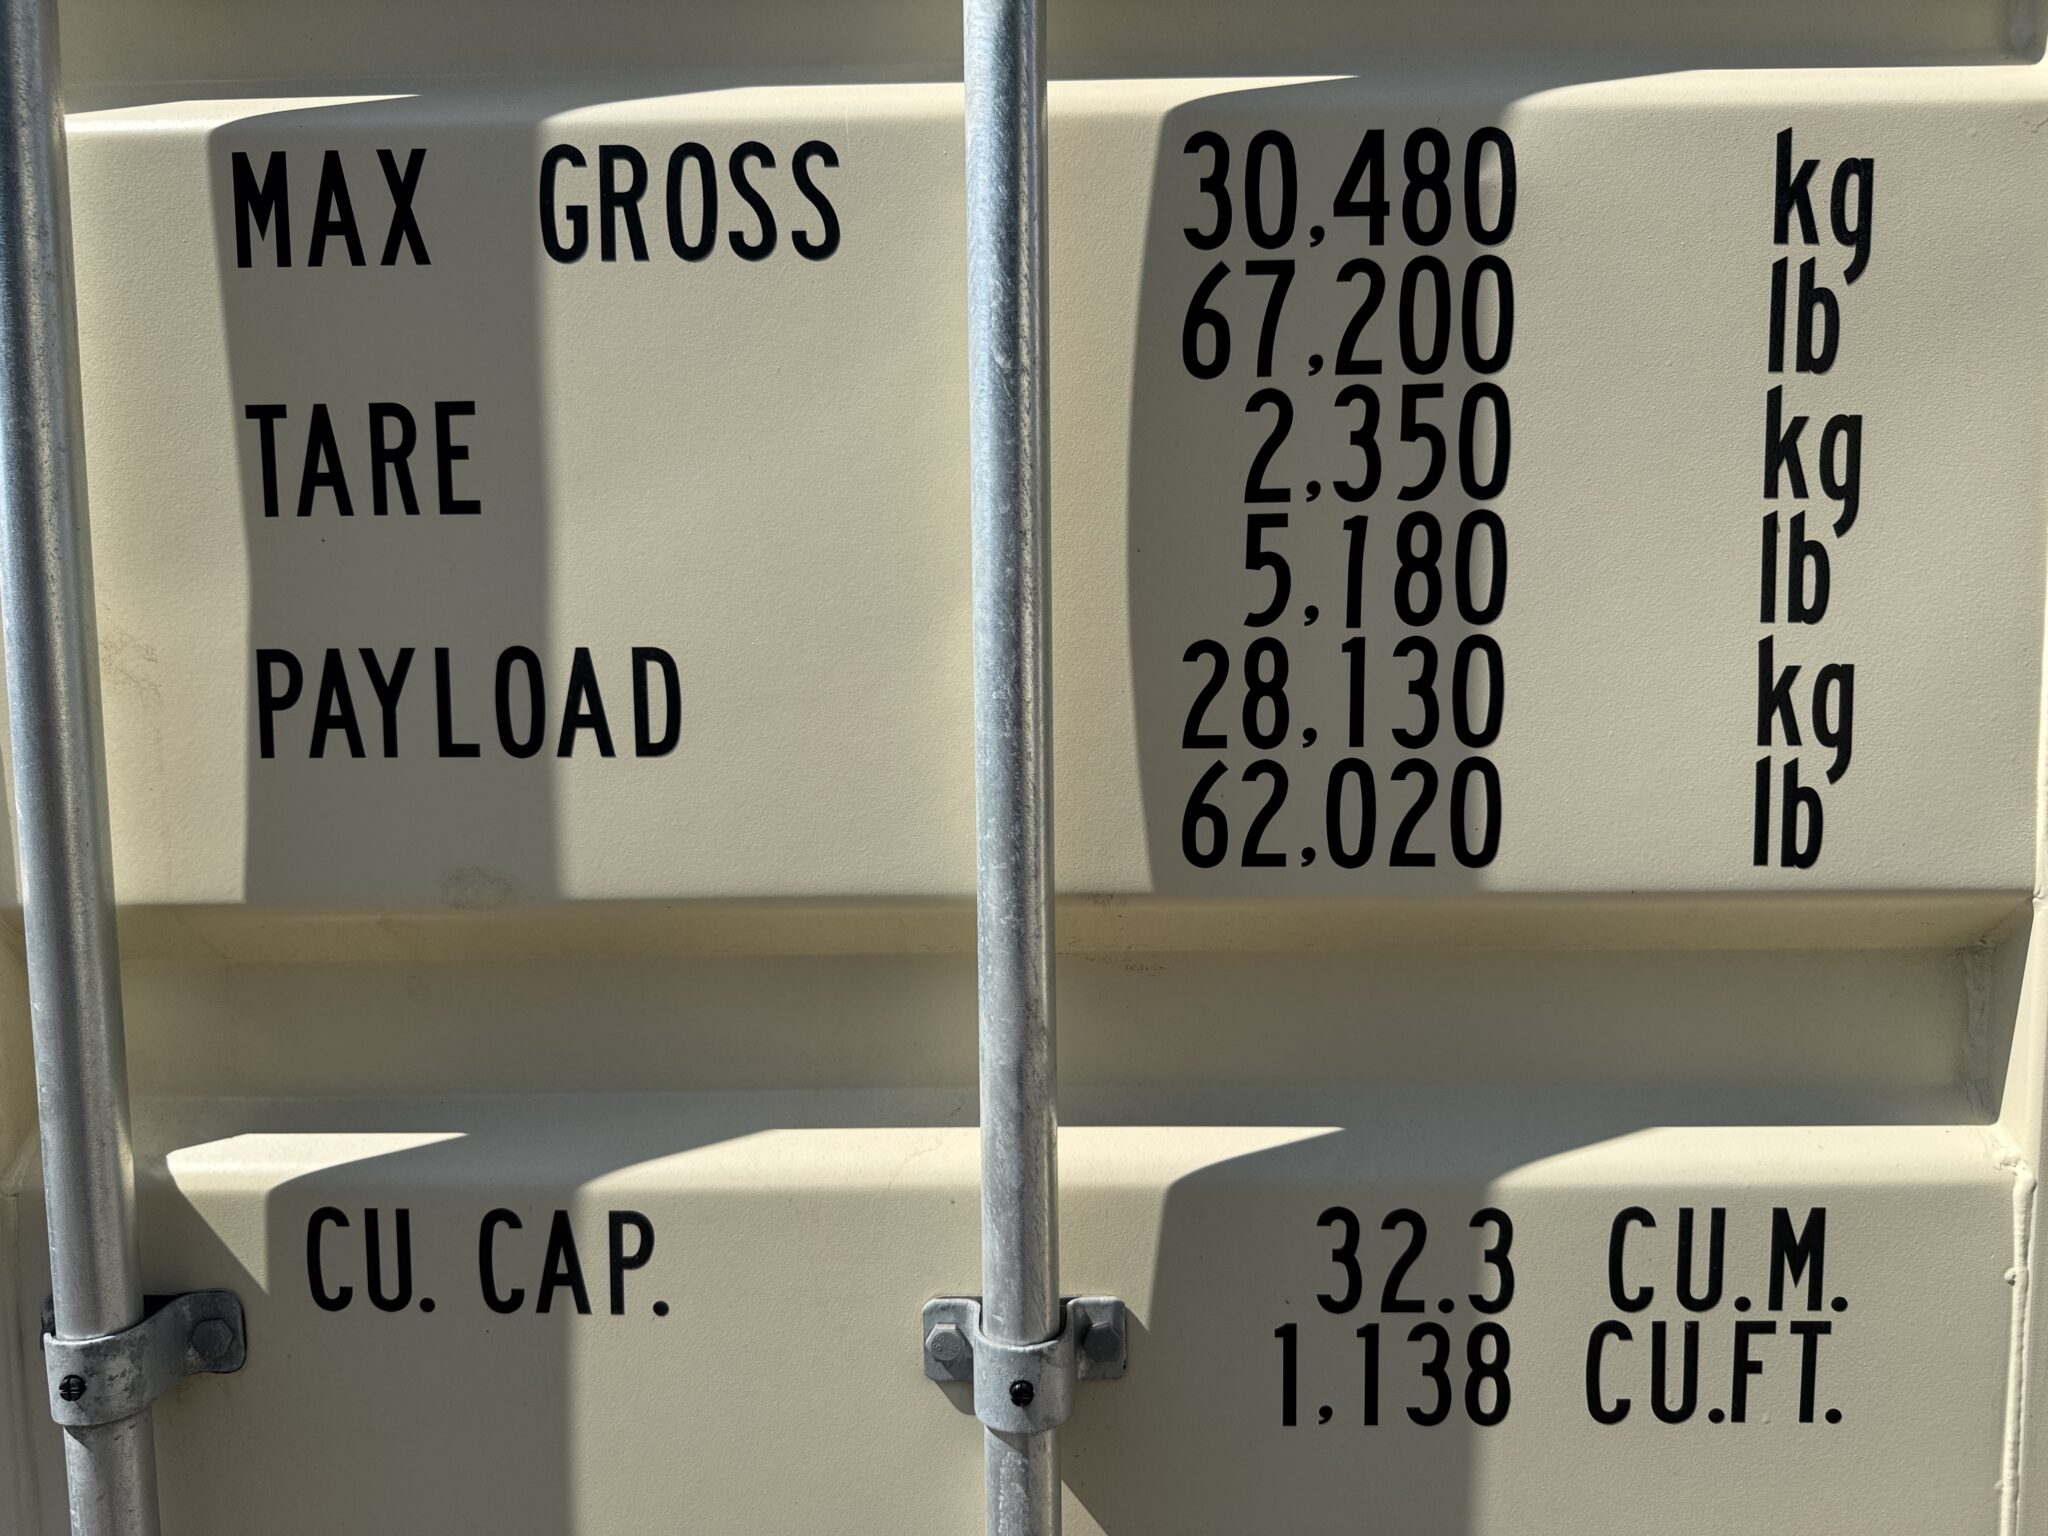 MAX GROSS 30,480 kg
67,200 lb
TARE 2,350 kg
5,180 lb
PAYLOAD 28,130 kg
62,020 lb
CU. CAP. 32.3 CU.M.
1,138 CU.FT.